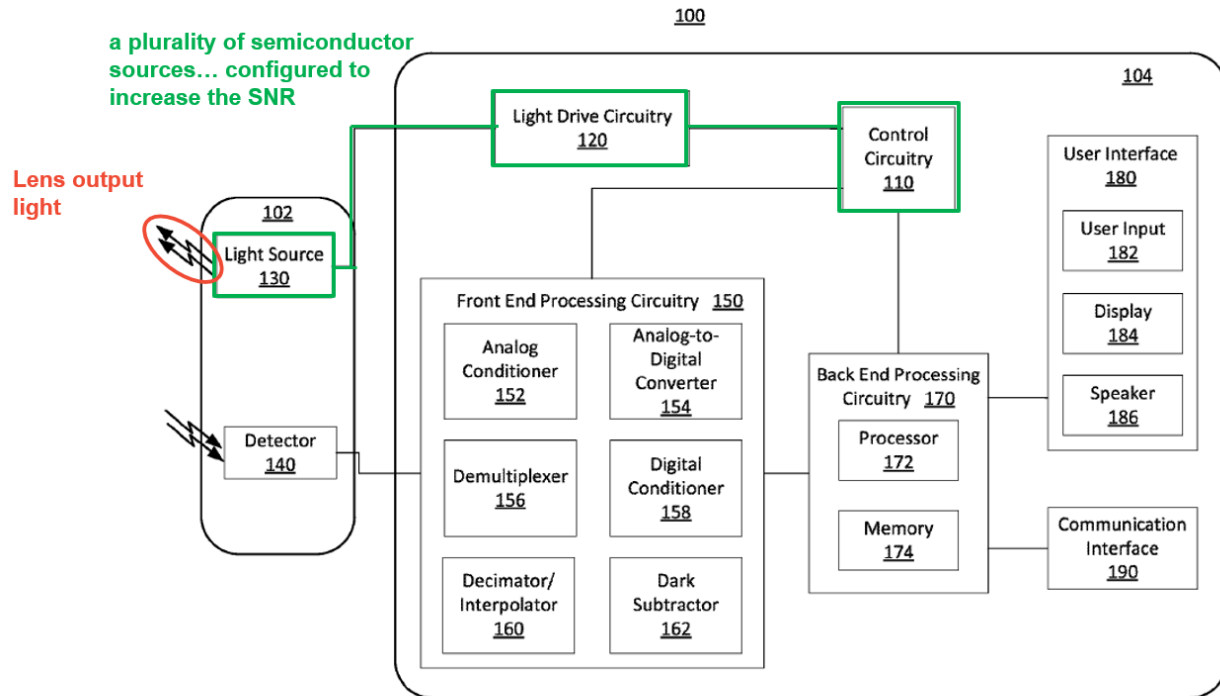 100
a plurality of semiconductor
sources… configured to
increase the SNR
104
Light Drive Circuitry
120
Control
Circuitry
110
User Interface
180
User Input
182
Display
184
Speaker
186
Lens output
light
102
Light Source
130
Detector
140
Front End Processing Circuitry 150
Analog
Conditioner
152
Analog-to-
Digital
Converter
154
Demultiplexer
156
Digital
Conditioner
158
Decimator/
Interpolator
160
Dark
Subtractor
162
Back End Processing
Circuitry 170
Processor
172
Memory
174
Communication
Interface
190